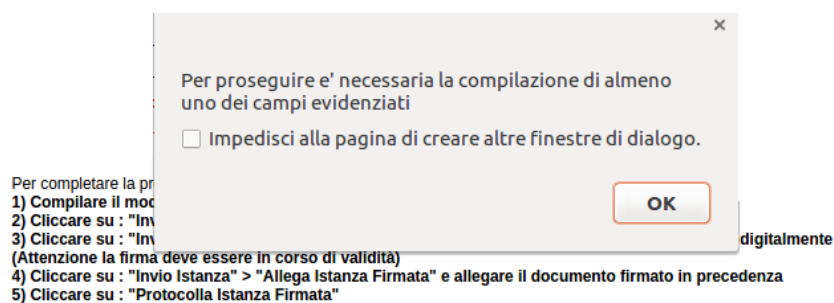 Per proseguire e' necessaria la compilazione di almeno
uno dei campi evidenziati
Impedisci alla pagina di creare altre finestre di dialogo.
OK
Per completare la pr
1) Compilare il mod
2) Cliccare su : "Inv
3) Cliccare su : "Inv digitalmente
(Attenzione la firma deve essere in corso di validità)
4) Cliccare su : "Invio Istanza" > "Allega Istanza Firmata" e allegare il documento firmato in precedenza
5) Cliccare su : "Protocolla Istanza Firmata"